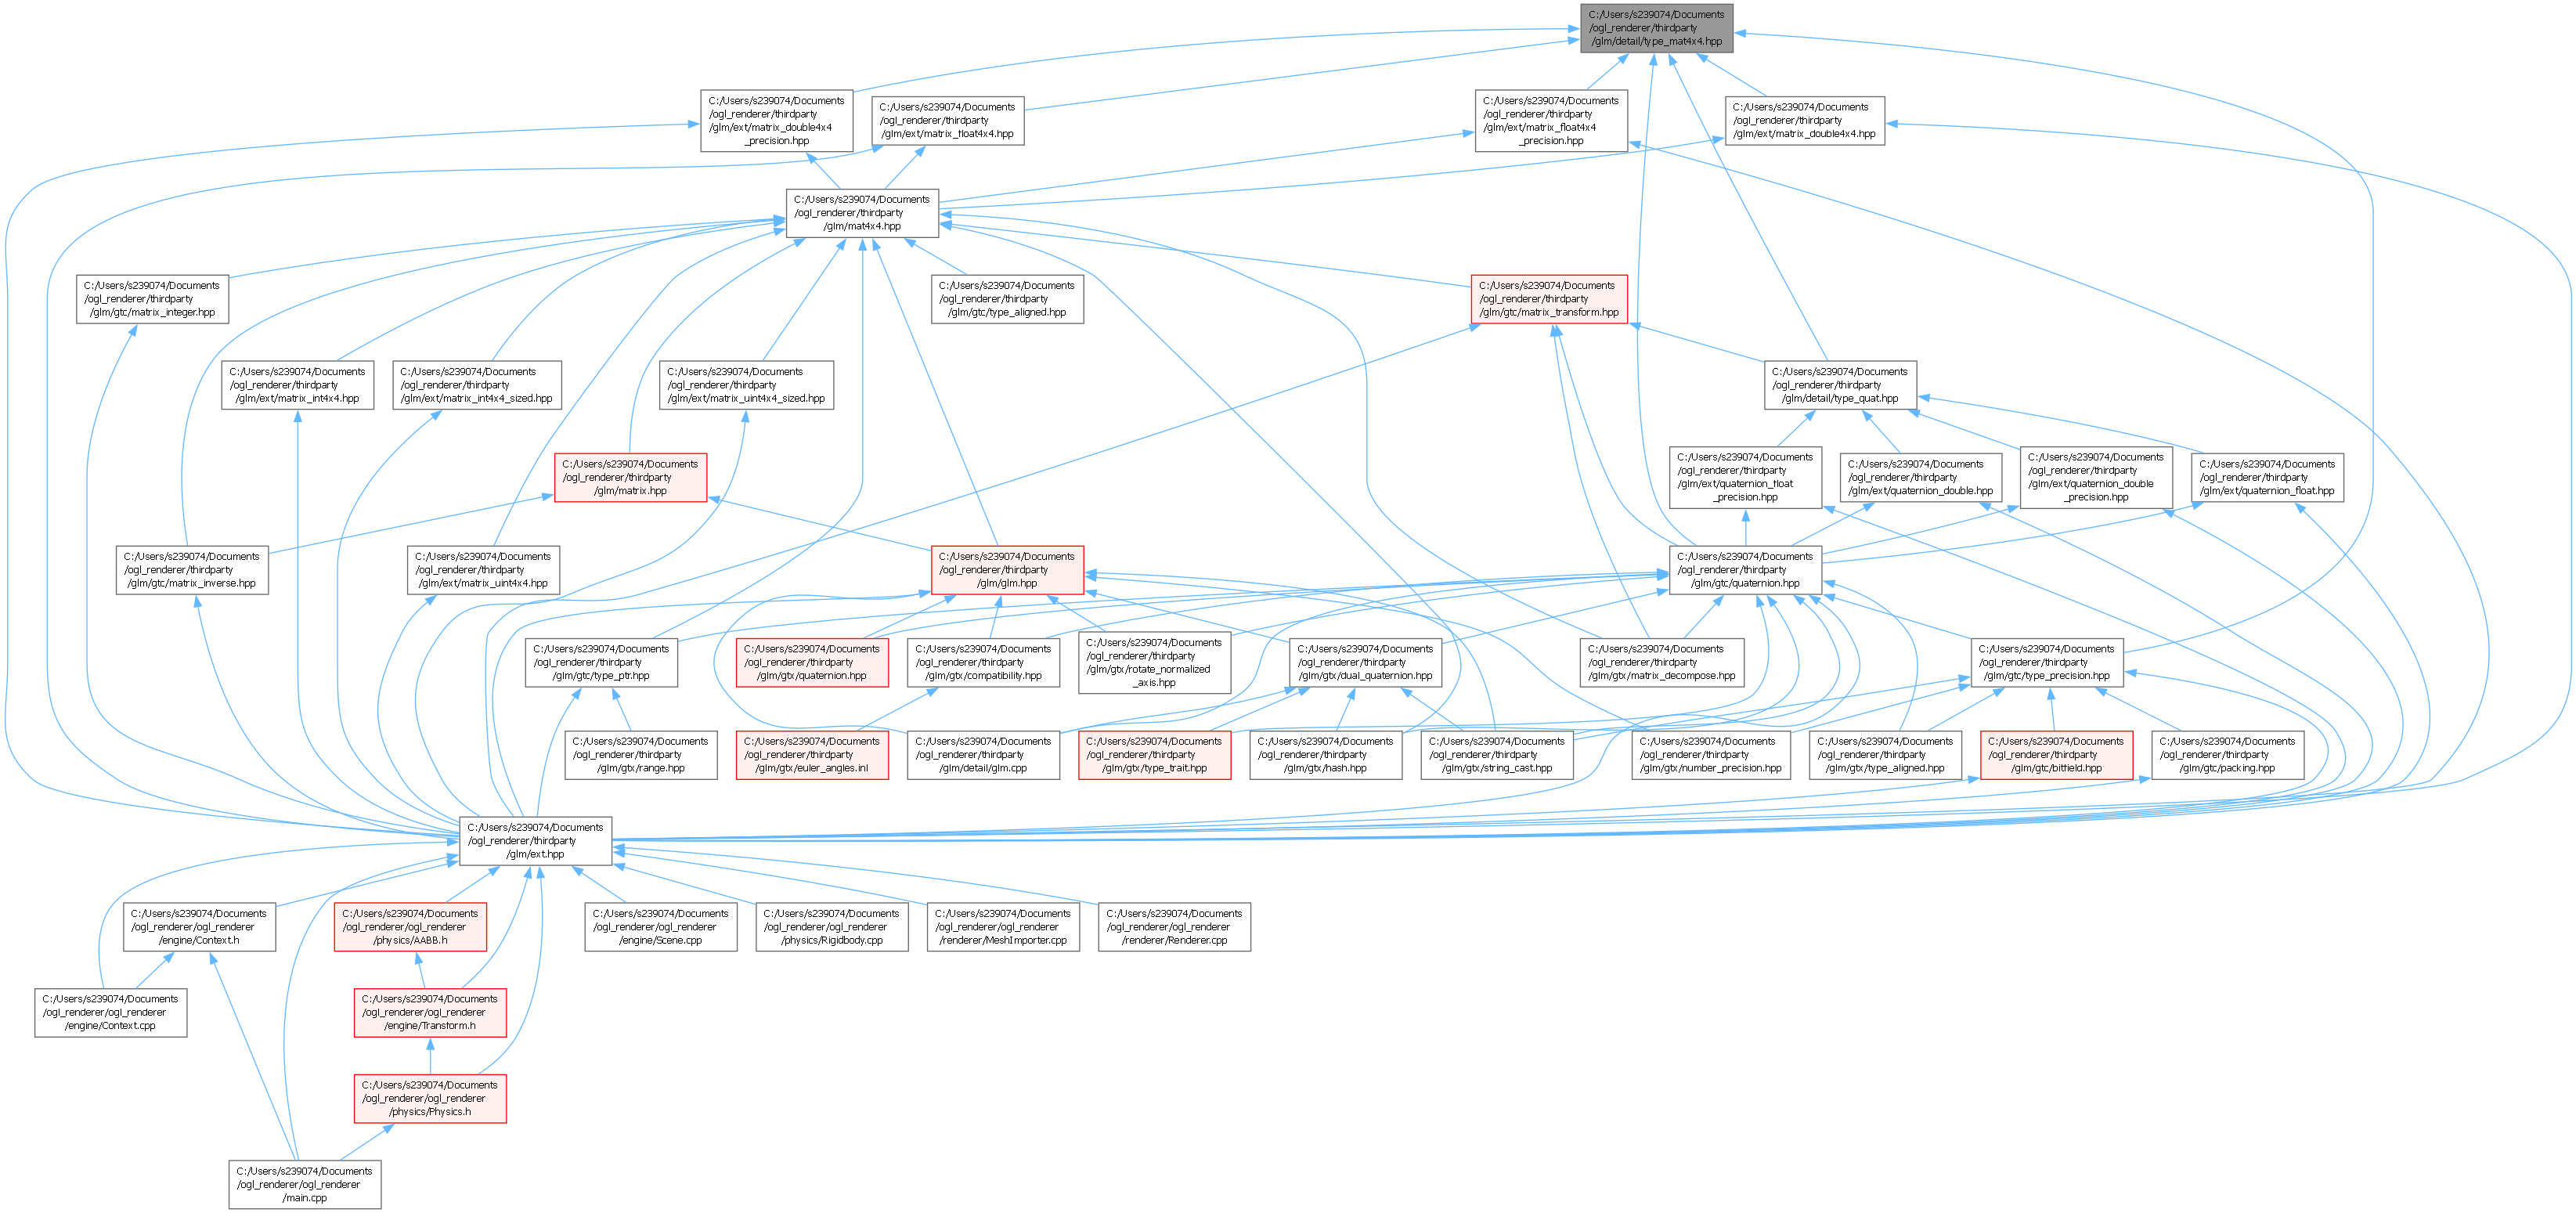 C:/Users/s239074/Documents
/ogl_renderer/thirdparty
/glm/detail/type_mat4x4.hpp
C:/Users/s239074/Documents
/ogl_renderer/thirdparty
/glm/ext/matrix_double4x4
_precision.hpp
C:/Users/s239074/Documents
/ogl_renderer/thirdparty
/glm/ext/matrix_float4x4.hpp
C:/Users/s239074/Documents
/ogl_renderer/thirdparty
/glm/ext/matrix_float4x4
_precision.hpp
C:/Users/s239074/Documents
/ogl_renderer/thirdparty
/glm/ext/matrix_double4x4.hpp
C:/Users/s239074/Documents
/ogl_renderer/thirdparty
/glm/mat4x4.hpp
C:/Users/s239074/Documents
/ogl_renderer/thirdparty
/glm/gtc/matrix_integer.hpp
C:/Users/s239074/Documents
/ogl_renderer/thirdparty
/glm/gtc/type_aligned.hpp
C:/Users/s239074/Documents
/ogl_renderer/thirdparty
/glm/gtc/matrix_transform.hpp
C:/Users/s239074/Documents
/ogl_renderer/thirdparty
/glm/ext/matrix_int4x4.hpp
C:/Users/s239074/Documents
/ogl_renderer/thirdparty
/glm/ext/matrix_int4x4_sized.hpp
C:/Users/s239074/Documents
/ogl_renderer/thirdparty
/glm/ext/matrix_uint4x4_sized.hpp
C:/Users/s239074/Documents
/ogl_renderer/thirdparty
/glm/detail/type_quat.hpp
C:/Users/s239074/Documents
/ogl_renderer/thirdparty
/glm/matrix.hpp
C:/Users/s239074/Documents
/ogl_renderer/thirdparty
/glm/ext/quaternion_float
_precision.hpp
C:/Users/s239074/Documents
/ogl_renderer/thirdparty
/glm/ext/quaternion_double.hpp
C:/Users/s239074/Documents
/ogl_renderer/thirdparty
/glm/ext/quaternion_double
_precision.hpp
C:/Users/s239074/Documents
/ogl_renderer/thirdparty
/glm/ext/quaternion_float.hpp
C:/Users/s239074/Documents
/ogl_renderer/thirdparty
/glm/gtc/matrix_inverse.hpp
C:/Users/s239074/Documents
/ogl_renderer/thirdparty
/glm/ext/matrix_uint4x4.hpp
C:/Users/s239074/Documents
/ogl_renderer/thirdparty
/glm/glm.hpp
C:/Users/s239074/Documents
/ogl_renderer/thirdparty
/glm/gtc/quaternion.hpp
C:/Users/s239074/Documents
/ogl_renderer/thirdparty
/glm/gtc/type_ptr.hpp
C:/Users/s239074/Documents
/ogl_renderer/thirdparty
/glm/gtx/quaternion.hpp
C:/Users/s239074/Documents
/ogl_renderer/thirdparty
/glm/gtx/compatibility.hpp
C:/Users/s239074/Documents
/ogl_renderer/thirdparty
/glm/gtx/rotate_normalized
_axis.hpp
C:/Users/s239074/Documents
/ogl_renderer/thirdparty
/glm/gtx/dual_quaternion.hpp
C:/Users/s239074/Documents
/ogl_renderer/thirdparty
/glm/gtx/matrix_decompose.hpp
C:/Users/s239074/Documents
/ogl_renderer/thirdparty
/glm/gtc/type_precision.hpp
C:/Users/s239074/Documents
/ogl_renderer/thirdparty
/glm/gtx/range.hpp
C:/Users/s239074/Documents
/ogl_renderer/thirdparty
/glm/gtx/euler_angles.inl
C:/Users/s239074/Documents
/ogl_renderer/thirdparty
/glm/detail/glm.cpp
C:/Users/s239074/Documents
/ogl_renderer/thirdparty
/glm/gtx/type_trait.hpp
C:/Users/s239074/Documents
/ogl_renderer/thirdparty
/glm/gtx/hash.hpp
C:/Users/s239074/Documents
/ogl_renderer/thirdparty
/glm/gtx/string_cast.hpp
C:/Users/s239074/Documents
/ogl_renderer/thirdparty
/glm/gtx/number_precision.hpp
C:/Users/s239074/Documents
/ogl_renderer/thirdparty
/glm/gtx/type_aligned.hpp
C:/Users/s239074/Documents
/ogl_renderer/thirdparty
/glm/gtc/bitfield.hpp
C:/Users/s239074/Documents
/ogl_renderer/thirdparty
/glm/gtc/packing.hpp
C:/Users/s239074/Documents
/ogl_renderer/thirdparty
/glm/ext.hpp
C:/Users/s239074/Documents
/ogl_renderer/ogl_renderer
/engine/Context.h
C:/Users/s239074/Documents
/ogl_renderer/ogl_renderer
/physics/AABB.h
C:/Users/s239074/Documents
/ogl_renderer/ogl_renderer
/engine/Scene.cpp
C:/Users/s239074/Documents
/ogl_renderer/ogl_renderer
/physics/Rigidbody.cpp
C:/Users/s239074/Documents
/ogl_renderer/ogl_renderer
/renderer/MeshImporter.cpp
C:/Users/s239074/Documents
/ogl_renderer/ogl_renderer
/renderer/Renderer.cpp
C:/Users/s239074/Documents
/ogl_renderer/ogl_renderer
/engine/Context.cpp
C:/Users/s239074/Documents
/ogl_renderer/ogl_renderer
/engine/Transform.h
C:/Users/s239074/Documents
/ogl_renderer/ogl_renderer
/physics/Physics.h
C:/Users/s239074/Documents
/ogl_renderer/ogl_renderer
/main.cpp